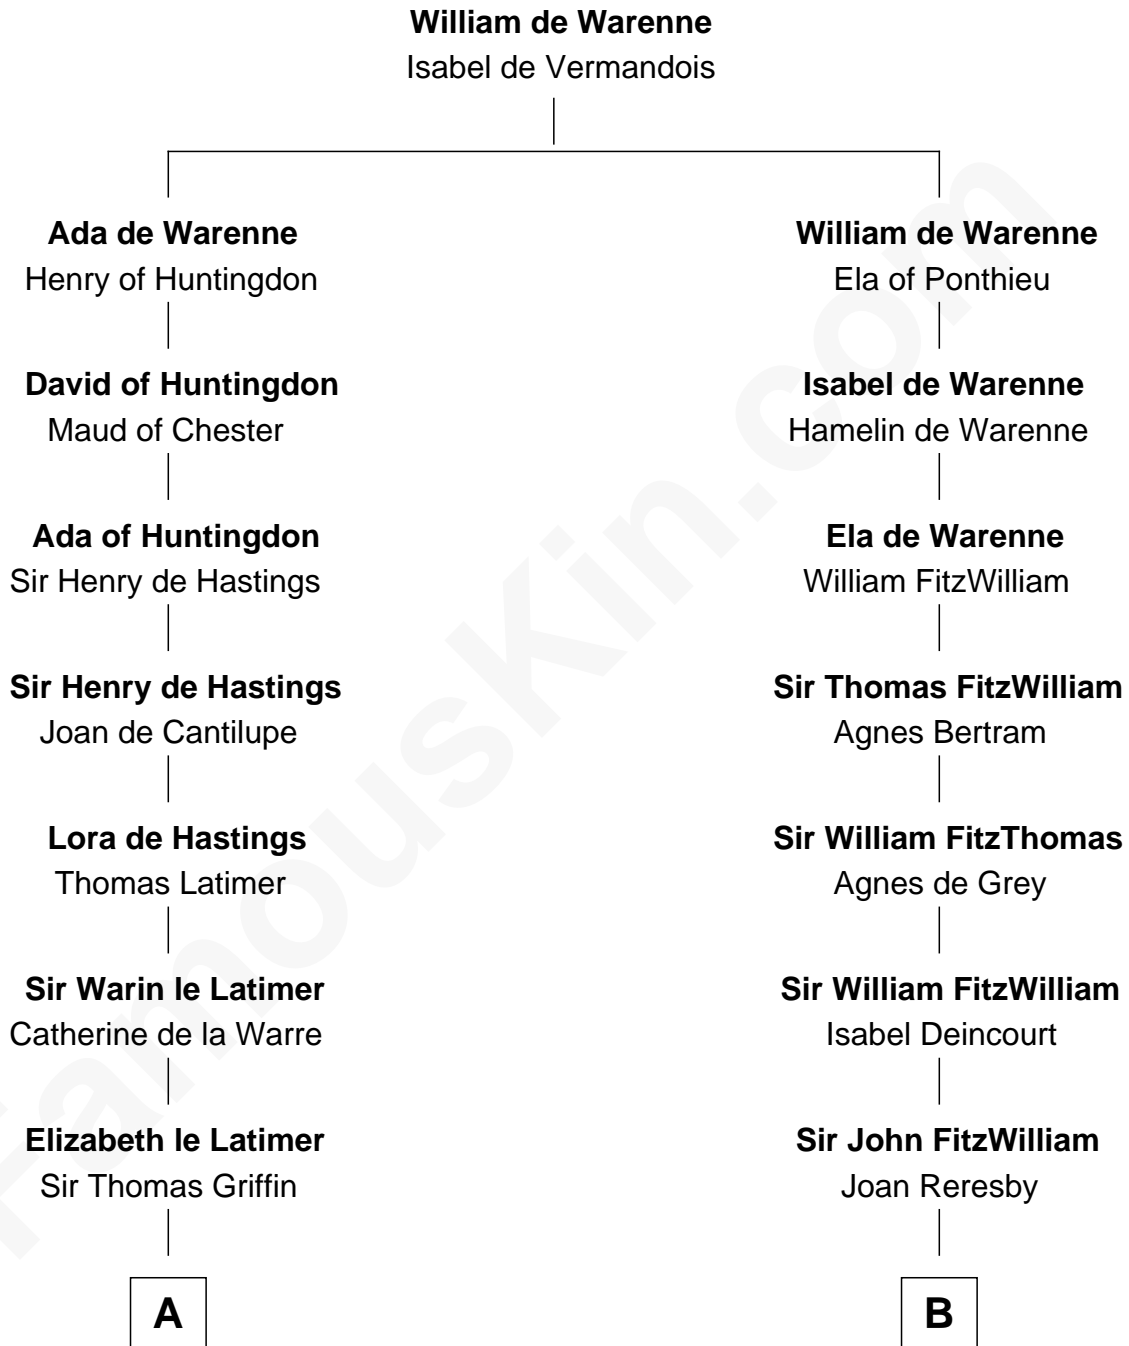 William de Warenne
Isabel de Vermandois
Ada de Warenne
Henry of Huntingdon
William de Warenne
Ela of Ponthieu
David of Huntingdon
Maud of Chester
Isabel de Warenne
Hamelin de Warenne
Ada of Huntingdon
Sir Henry de Hastings
Ela de Warenne
William FitzWilliam
Sir Henry de Hastings
Joan de Cantilupe
Sir Thomas FitzWilliam
Agnes Bertram
Lora de Hastings
Thomas Latimer
Sir William FitzThomas
Agnes de Grey
Sir Warin le Latimer
Catherine de la Warre
Sir William FitzWilliam
Isabel Deincourt
Elizabeth le Latimer
Sir Thomas Griffin
Sir John FitzWilliam
Joan Reresby
A
B
FamousKin.com